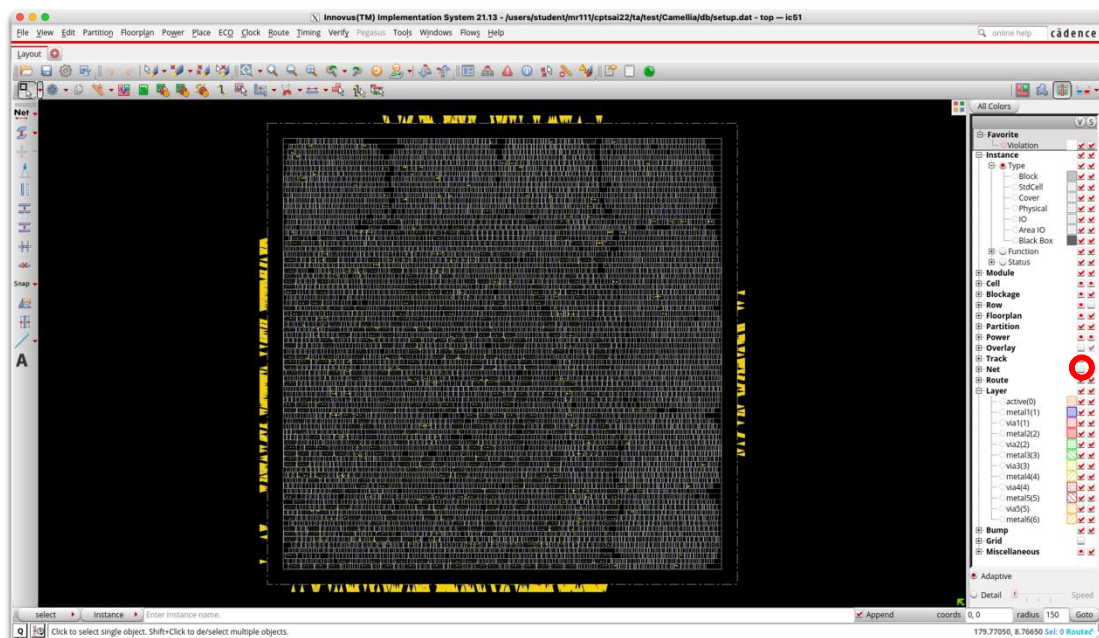 Innovus(TM) Implementation System 21.13 - /users/student/mr111/cptsai22/ta/test/Camellia/db/setup.dat - top — ic51
File View Edit Partition Floorplan Power Place ECO Clock Route Timing Verify Pegasus Tools Windows Flows Help
online help cādence
Layout
All Colors
Net
V S
Favorite
Violation
Instance
Type
Block
StdCell
Cover
Physical
IO
Area IO
Black Box
Function
Status
Module
Cell
Blockage
Row
Floorplan
Partition
Power
Overlay
Track
Net
Route
Layer
active(0)
metal1(1)
via1(1)
metal2(2)
via2(2)
metal3(3)
via3(3)
metal4(4)
via4(4)
metal5(5)
via5(5)
metal6(6)
Bump
Grid
Miscellaneous
Snap
A
Adaptive
Detail Speed
select Instance Enter Instance name. Append coords 0,0 radius 150 Goto
Q Click to select single object. Shift+Click to de/select multiple objects. 179.77050, 8.76650 Sel: 0 Routed